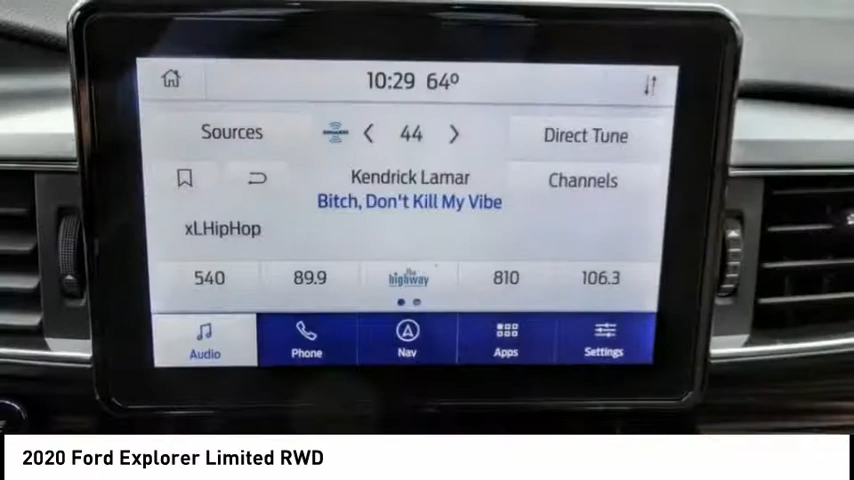 10:29 64º
Sources
44
Direct Tune
Kendrick Lamar
Channels
Bitch, Don't Kill My Vibe
xLHipHop
540 89.9 the highway 810 106.3
Audio Phone Nav Apps Settings
2020 Ford Explorer Limited RWD